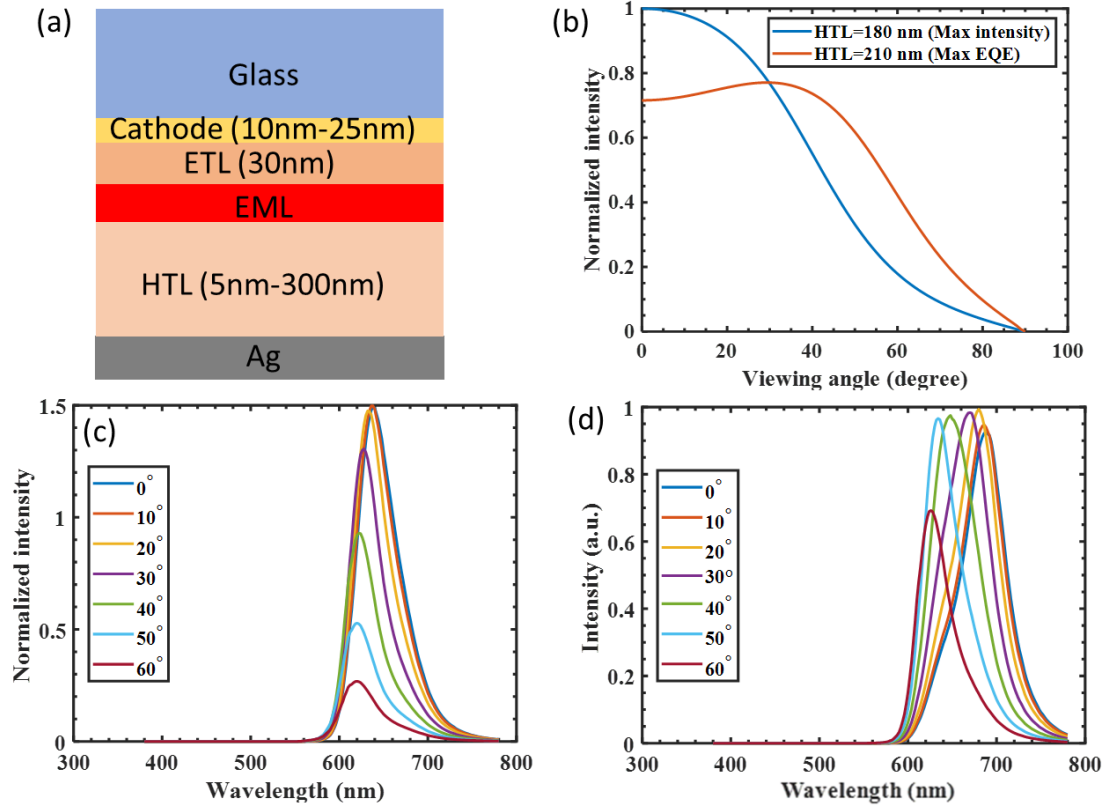 (a)
Glass
Cathode (10nm-25nm)
ETL (30nm)
EML
HTL (5nm-300nm)
Ag
(b)
HTL=180 nm (Max intensity)
HTL=210 nm (Max EQE)
Normalized intensity
1
0.8
0.6
0.4
0.2
0
0 20 40 60 80 100
Viewing angle (degree)
(c)
0°
10°
20°
30°
40°
50°
60°
Normalized intensity
1.5
1
0.5
0
300 400 500 600 700 800
Wavelength (nm)
(d)
0°
10°
20°
30°
40°
50°
60°
Intensity (a.u.)
1
0.8
0.6
0.4
0.2
0
300 400 500 600 700 800
Wavelength (nm)